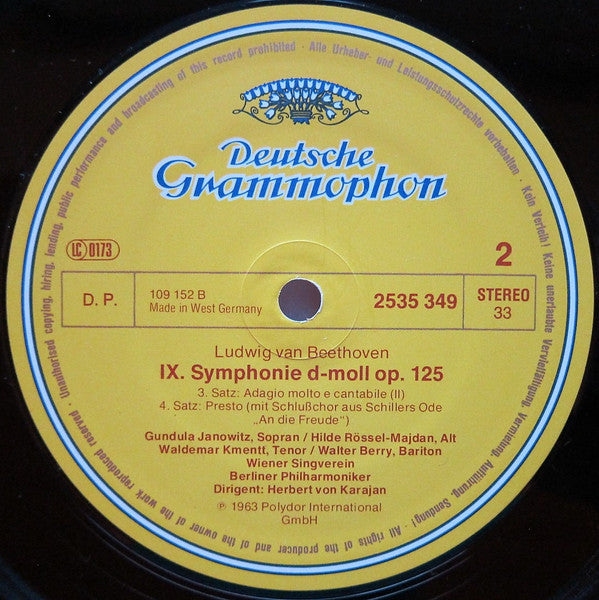 Deutsche
Grammophon
LC 0173
2
D. P.
109 152 B
Made in West Germany
2535 349
STEREO
33
Ludwig van Beethoven
IX. Symphonie d-moll op. 125
3. Satz: Adagio molto e cantabile (II)
4. Satz: Presto (mit Schlußchor aus Schillers Ode
„An die Freude“)
Gundula Janowitz, Sopran / Hilde Rössel-Majdan, Alt
Waldemar Kmentt, Tenor / Walter Berry, Bariton
Wiener Singverein
Berliner Philharmoniker
Dirigent: Herbert von Karajan
℗ 1963 Polydor International
GmbH
Alle Urheber- und Leistungsschutzrechte vorbehalten · Kein Verleih! Keine unerlaubte Vervielfältigung, Vermietung, Aufführung, Sendung! · All rights of the producer and of the owner of the work reproduced reserved · Unauthorised copying, hiring, lending, public performance and broadcasting of this record prohibited ·